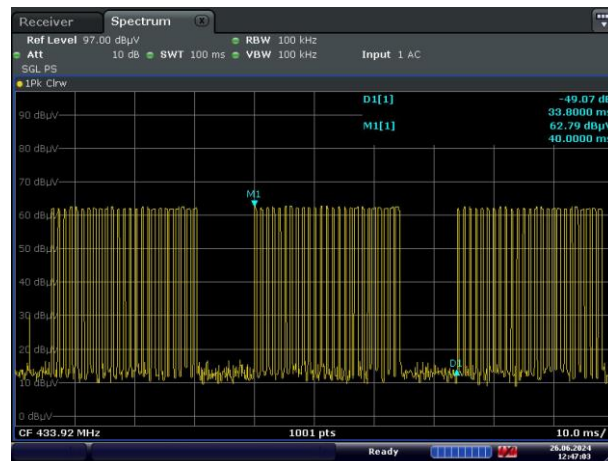 Receiver Spectrum
Ref Level 97.00 dBµV RBW 100 kHz
Att 10 dB SWT 100 ms VBW 100 kHz Input 1 AC
SGL PS
1Pk Clrw
D1[1] -49.07 dB
33.8000 ms
M1[1] 62.79 dBµV
40.0000 ms
90 dBµV
80 dBµV
M1
70 dBµV
60 dBµV
50 dBµV
40 dBµV
30 dBµV
20 dBµV
D1
10 dBµV
0 dBµV
CF 433.92 MHz 1001 pts 10.0 ms/
Ready 26.06.2024
12:47:03